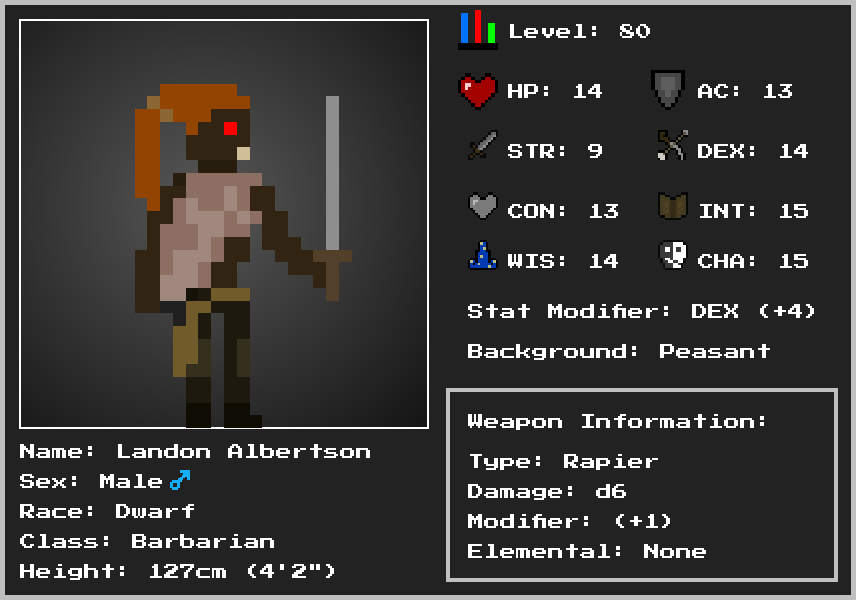 Level: 80
HP: 14
AC: 13
STR: 9
DEX: 14
CON: 13
INT: 15
WIS: 14
CHA: 15
Stat Modifier: DEX (+4)
Background: Peasant
Weapon Information:
Type: Rapier
Damage: d6
Modifier: (+1)
Elemental: None
Name: Landon Albertson
Sex: Male ♂
Race: Dwarf
Class: Barbarian
Height: 127cm (4'2")